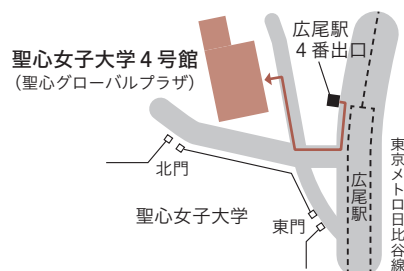 広尾駅
4番出口
聖心女子大学4号館
(聖心グローバルプラザ)
北門
聖心女子大学
東門
広尾駅
東京メトロ日比谷線